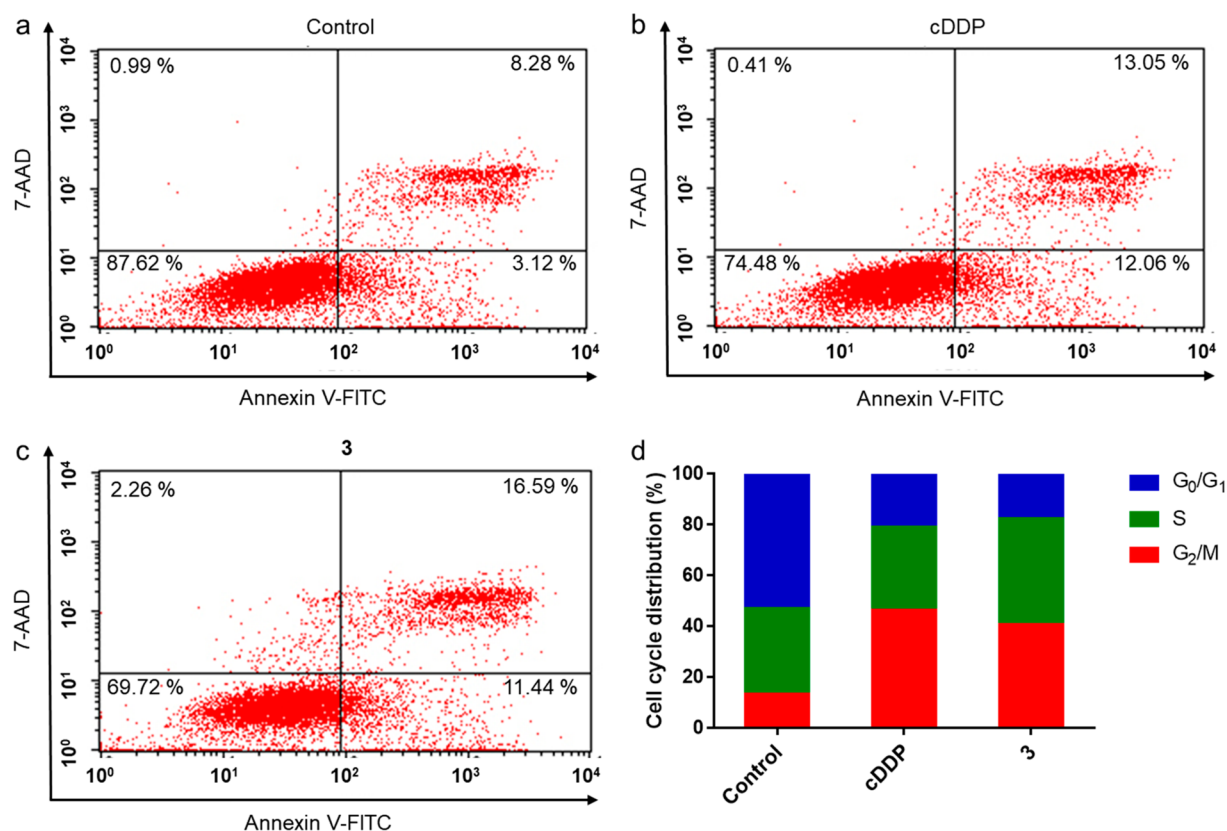 a
Control
10⁴
10³
10²
10¹
10⁰
7-AAD
0.99 %
8.28 %
87.62 %
3.12 %
10⁰ 10¹ 10² 10³ 10⁴
Annexin V-FITC
b
cDDP
10⁴
10³
10²
10¹
10⁰
7-AAD
0.41 %
13.05 %
74.48 %
12.06 %
10⁰ 10¹ 10² 10³ 10⁴
Annexin V-FITC
c
3
10⁴
10³
10²
10¹
10⁰
7-AAD
2.26 %
16.59 %
69.72 %
11.44 %
10⁰ 10¹ 10² 10³ 10⁴
Annexin V-FITC
d
Cell cycle distribution (%)
100
80
60
40
20
0
Control
cDDP
3
G₀/G₁
S
G₂/M